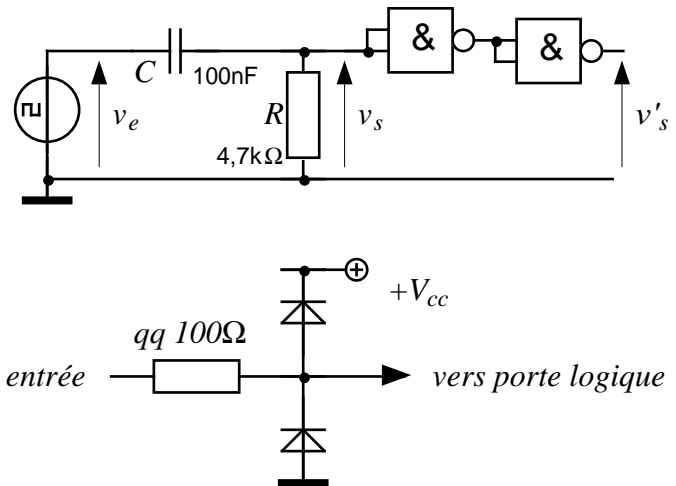 &
&
C
100nF
R
4,7kΩ
v_e
v_s
v'_s
+V_cc
qq 100Ω
entrée
vers porte logique